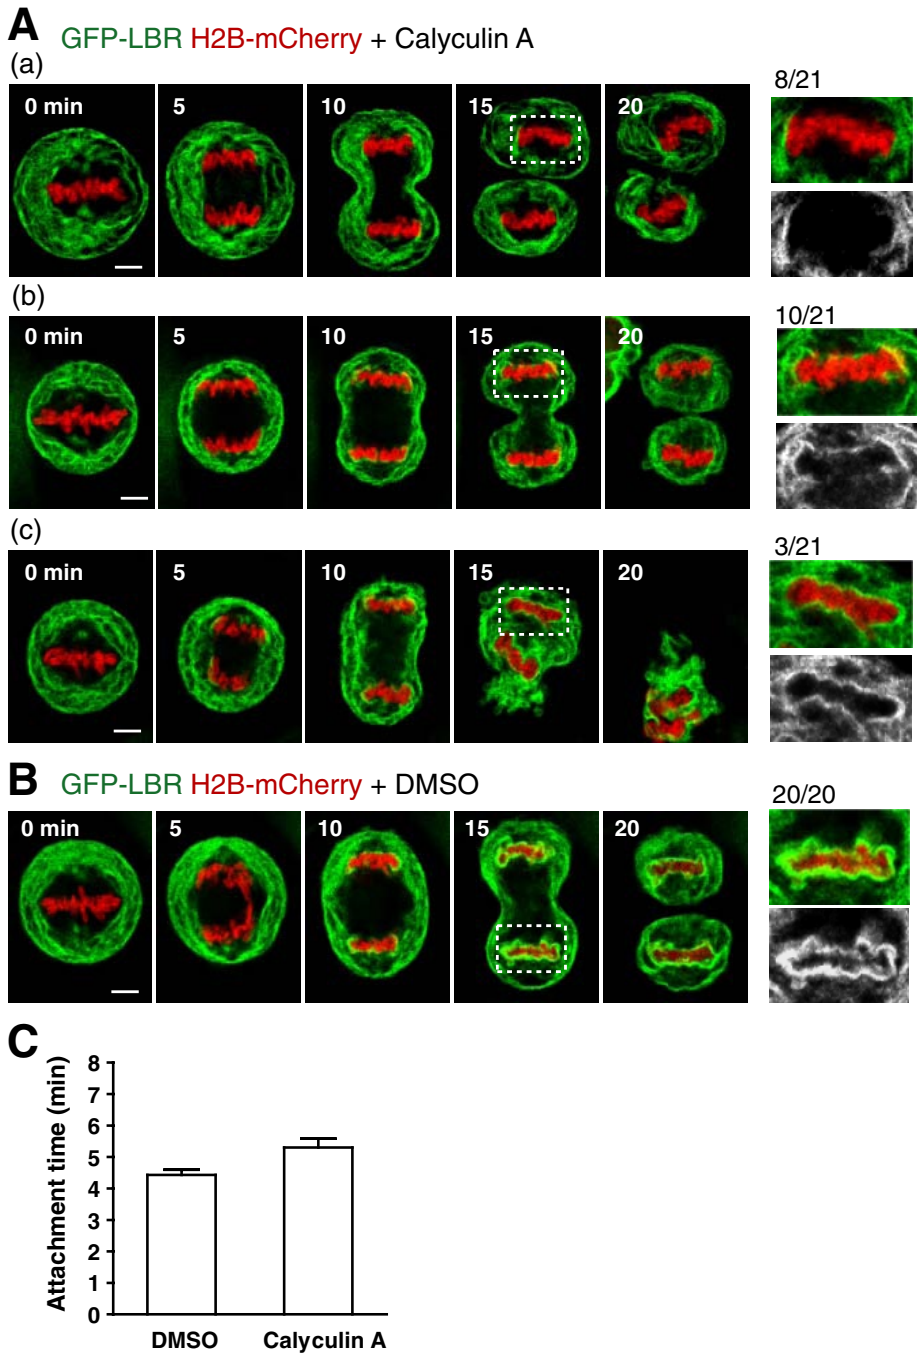 A GFP-LBR H2B-mCherry + Calyculin A
(a)
8/21
0 min 5 10 15 20
(b)
10/21
0 min 5 10 15 20
(c)
3/21
0 min 5 10 15 20
B GFP-LBR H2B-mCherry + DMSO
20/20
0 min 5 10 15 20
C
Attachment time (min)
8
7
6
5
4
3
2
1
0
DMSO Calyculin A